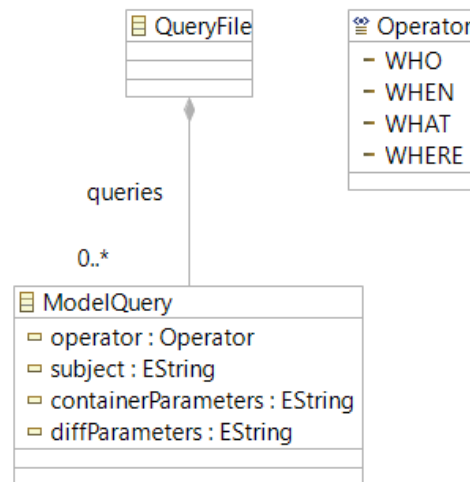 QueryFile
Operator
WHO
WHEN
WHAT
WHERE
queries
0..*
ModelQuery
operator : Operator
subject : EString
containerParameters : EString
diffParameters : EString